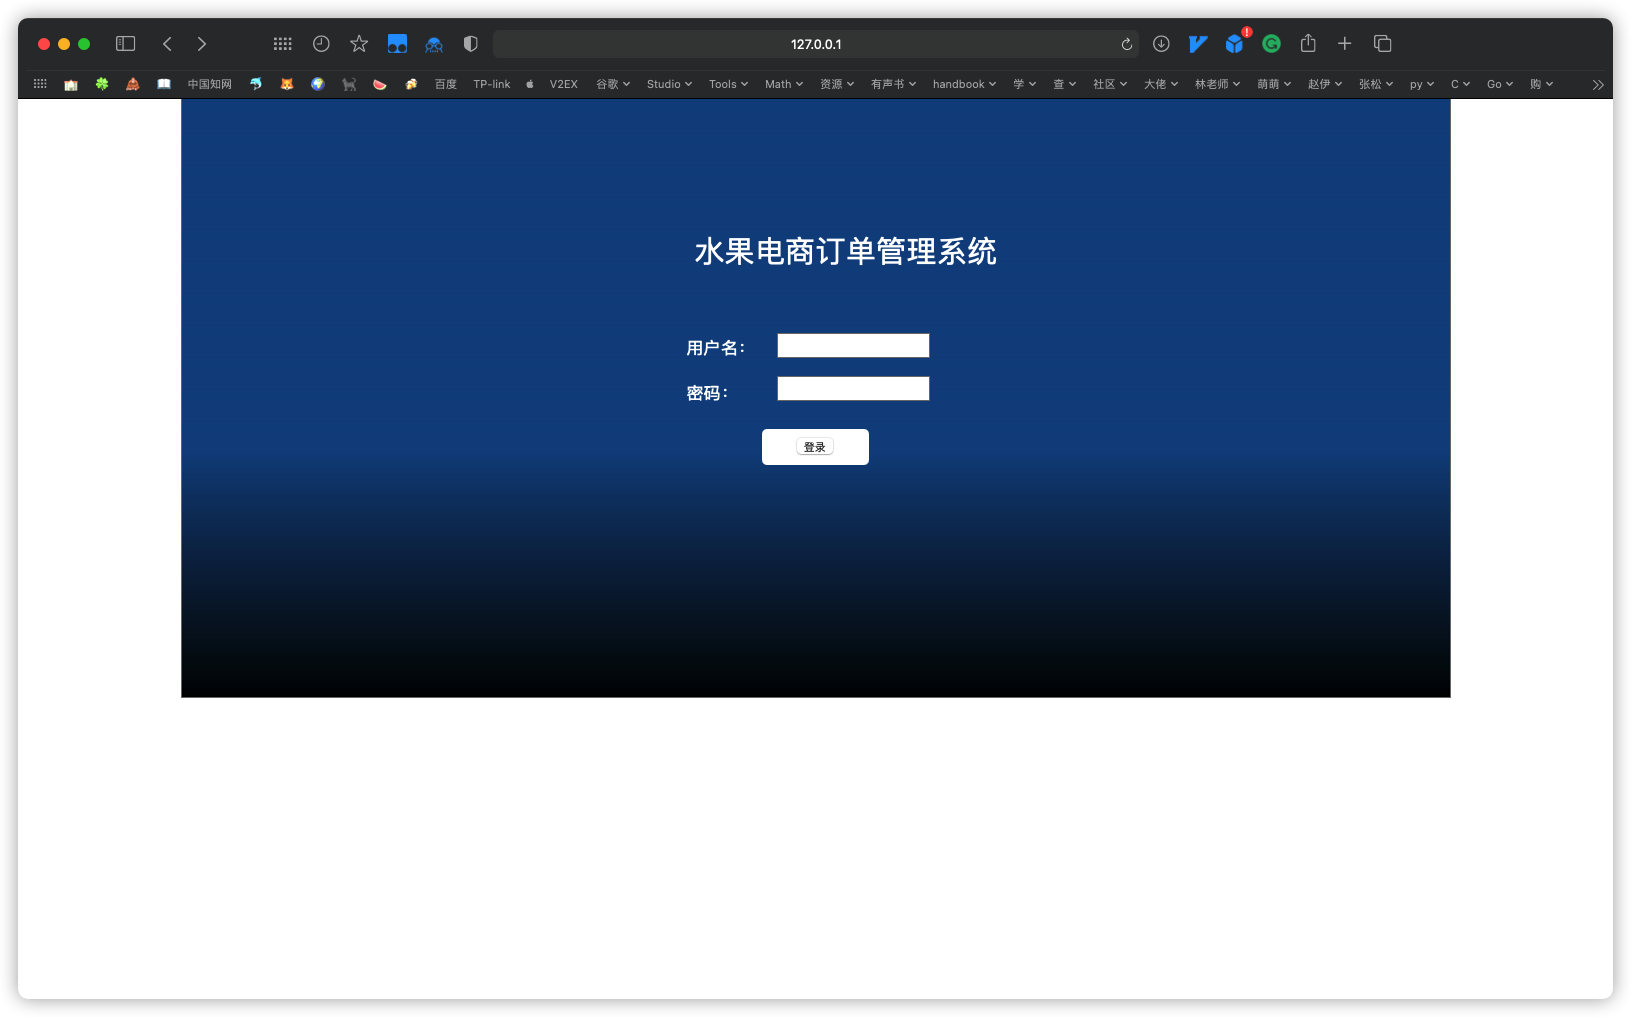 127.0.0.1
中国知网 百度 TP-link V2EX 谷歌 Studio Tools Math 资源 有声书 handbook 学 查 社区 大佬 林老师 萌萌 赵伊 张松 py C Go 购
水果电商订单管理系统
用户名：
密码：
登录